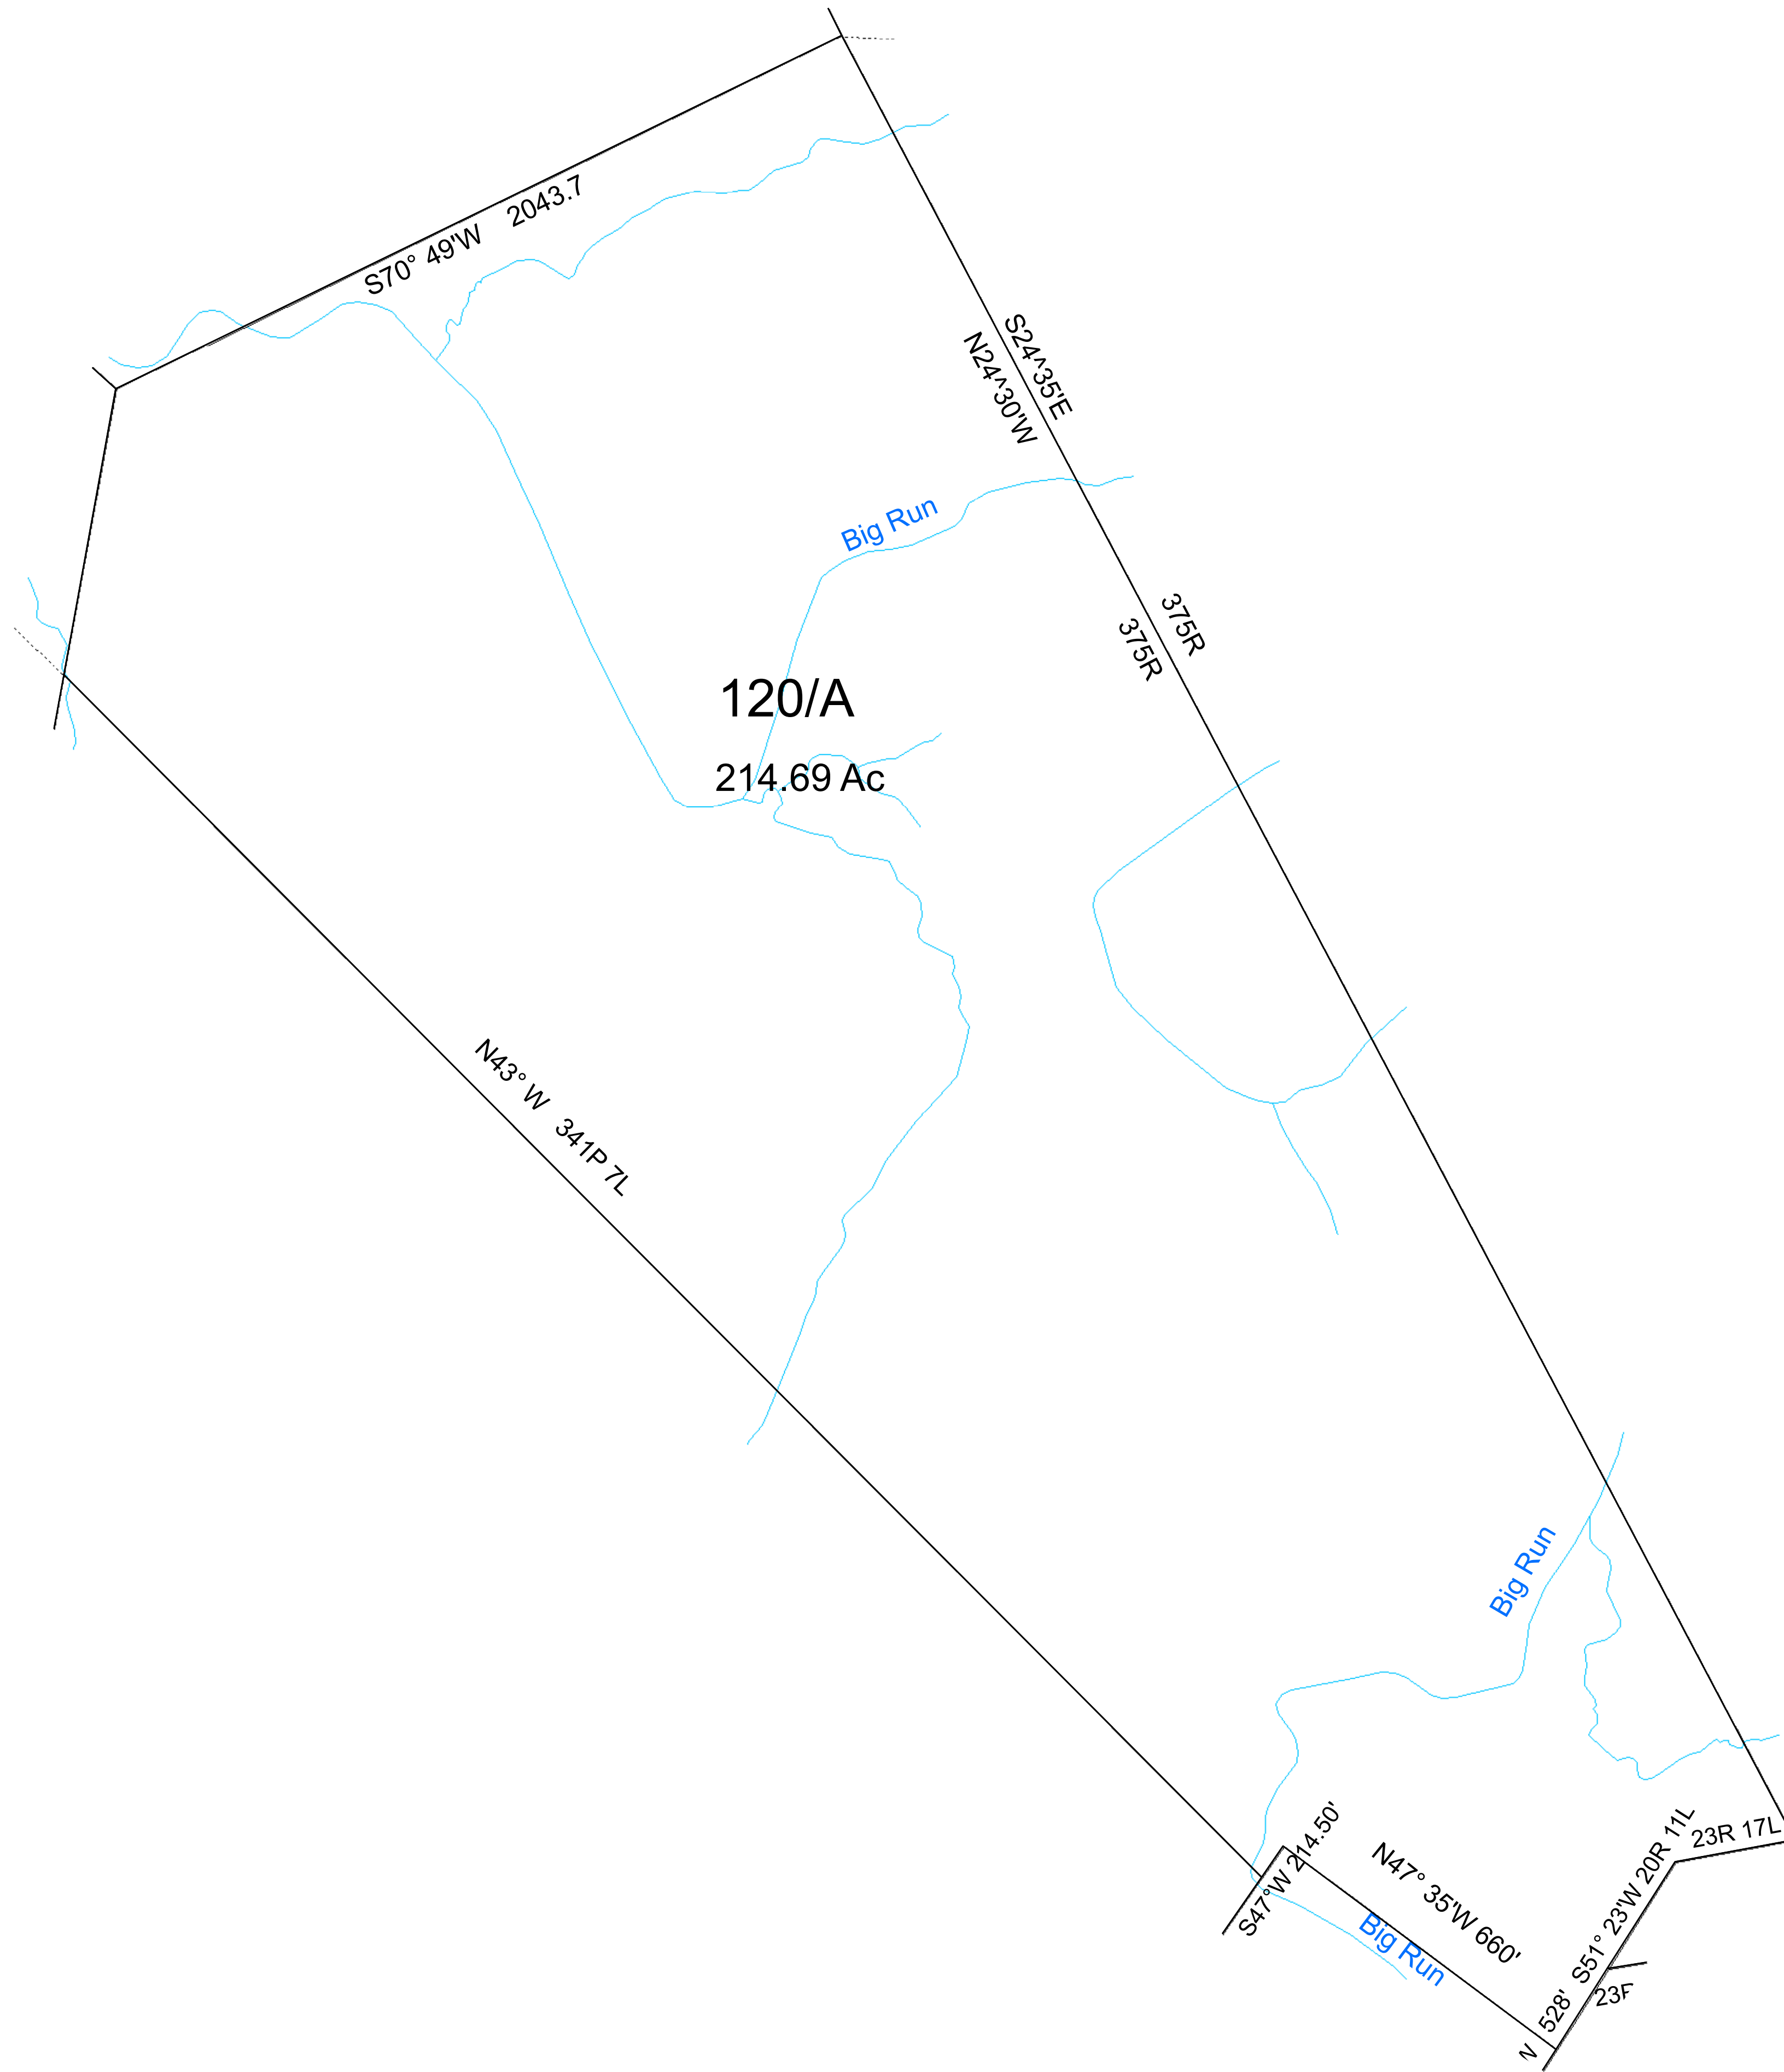 S70° 49'W 2043.7
S24^35'E
N24^30'W
Big Run
375R
375R
120/A
214.69 Ac
N43° W 341P 7L
Big Run
S47°W 214.50'
N47° 35'W 660'
Big Run
S51° 23'W 20R 11L
23R 17L
528'
23F
N